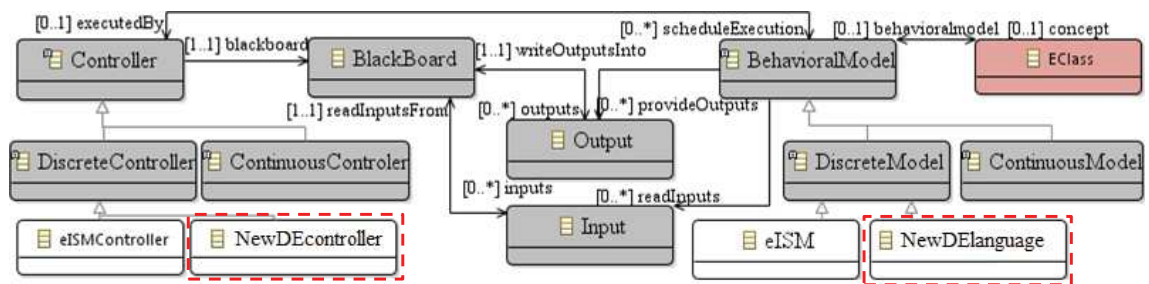 [0..1] executedBy
[0..*] scheduleExecution
[0..1] behavioralmodel
[0..1] concept
Controller
[1..1] blackboard
BlackBoard
[1..1] writeOutputsInto
BehavioralModel
EClass
[1..1] readInputsFrom
[0..*] outputs
[0..*] provideOutputs
Output
DiscreteController
ContinuousControler
DiscreteModel
ContinuousModel
[0..*] inputs
[0..*] readInputs
Input
eISMController
NewDEcontroller
eISM
NewDElanguage